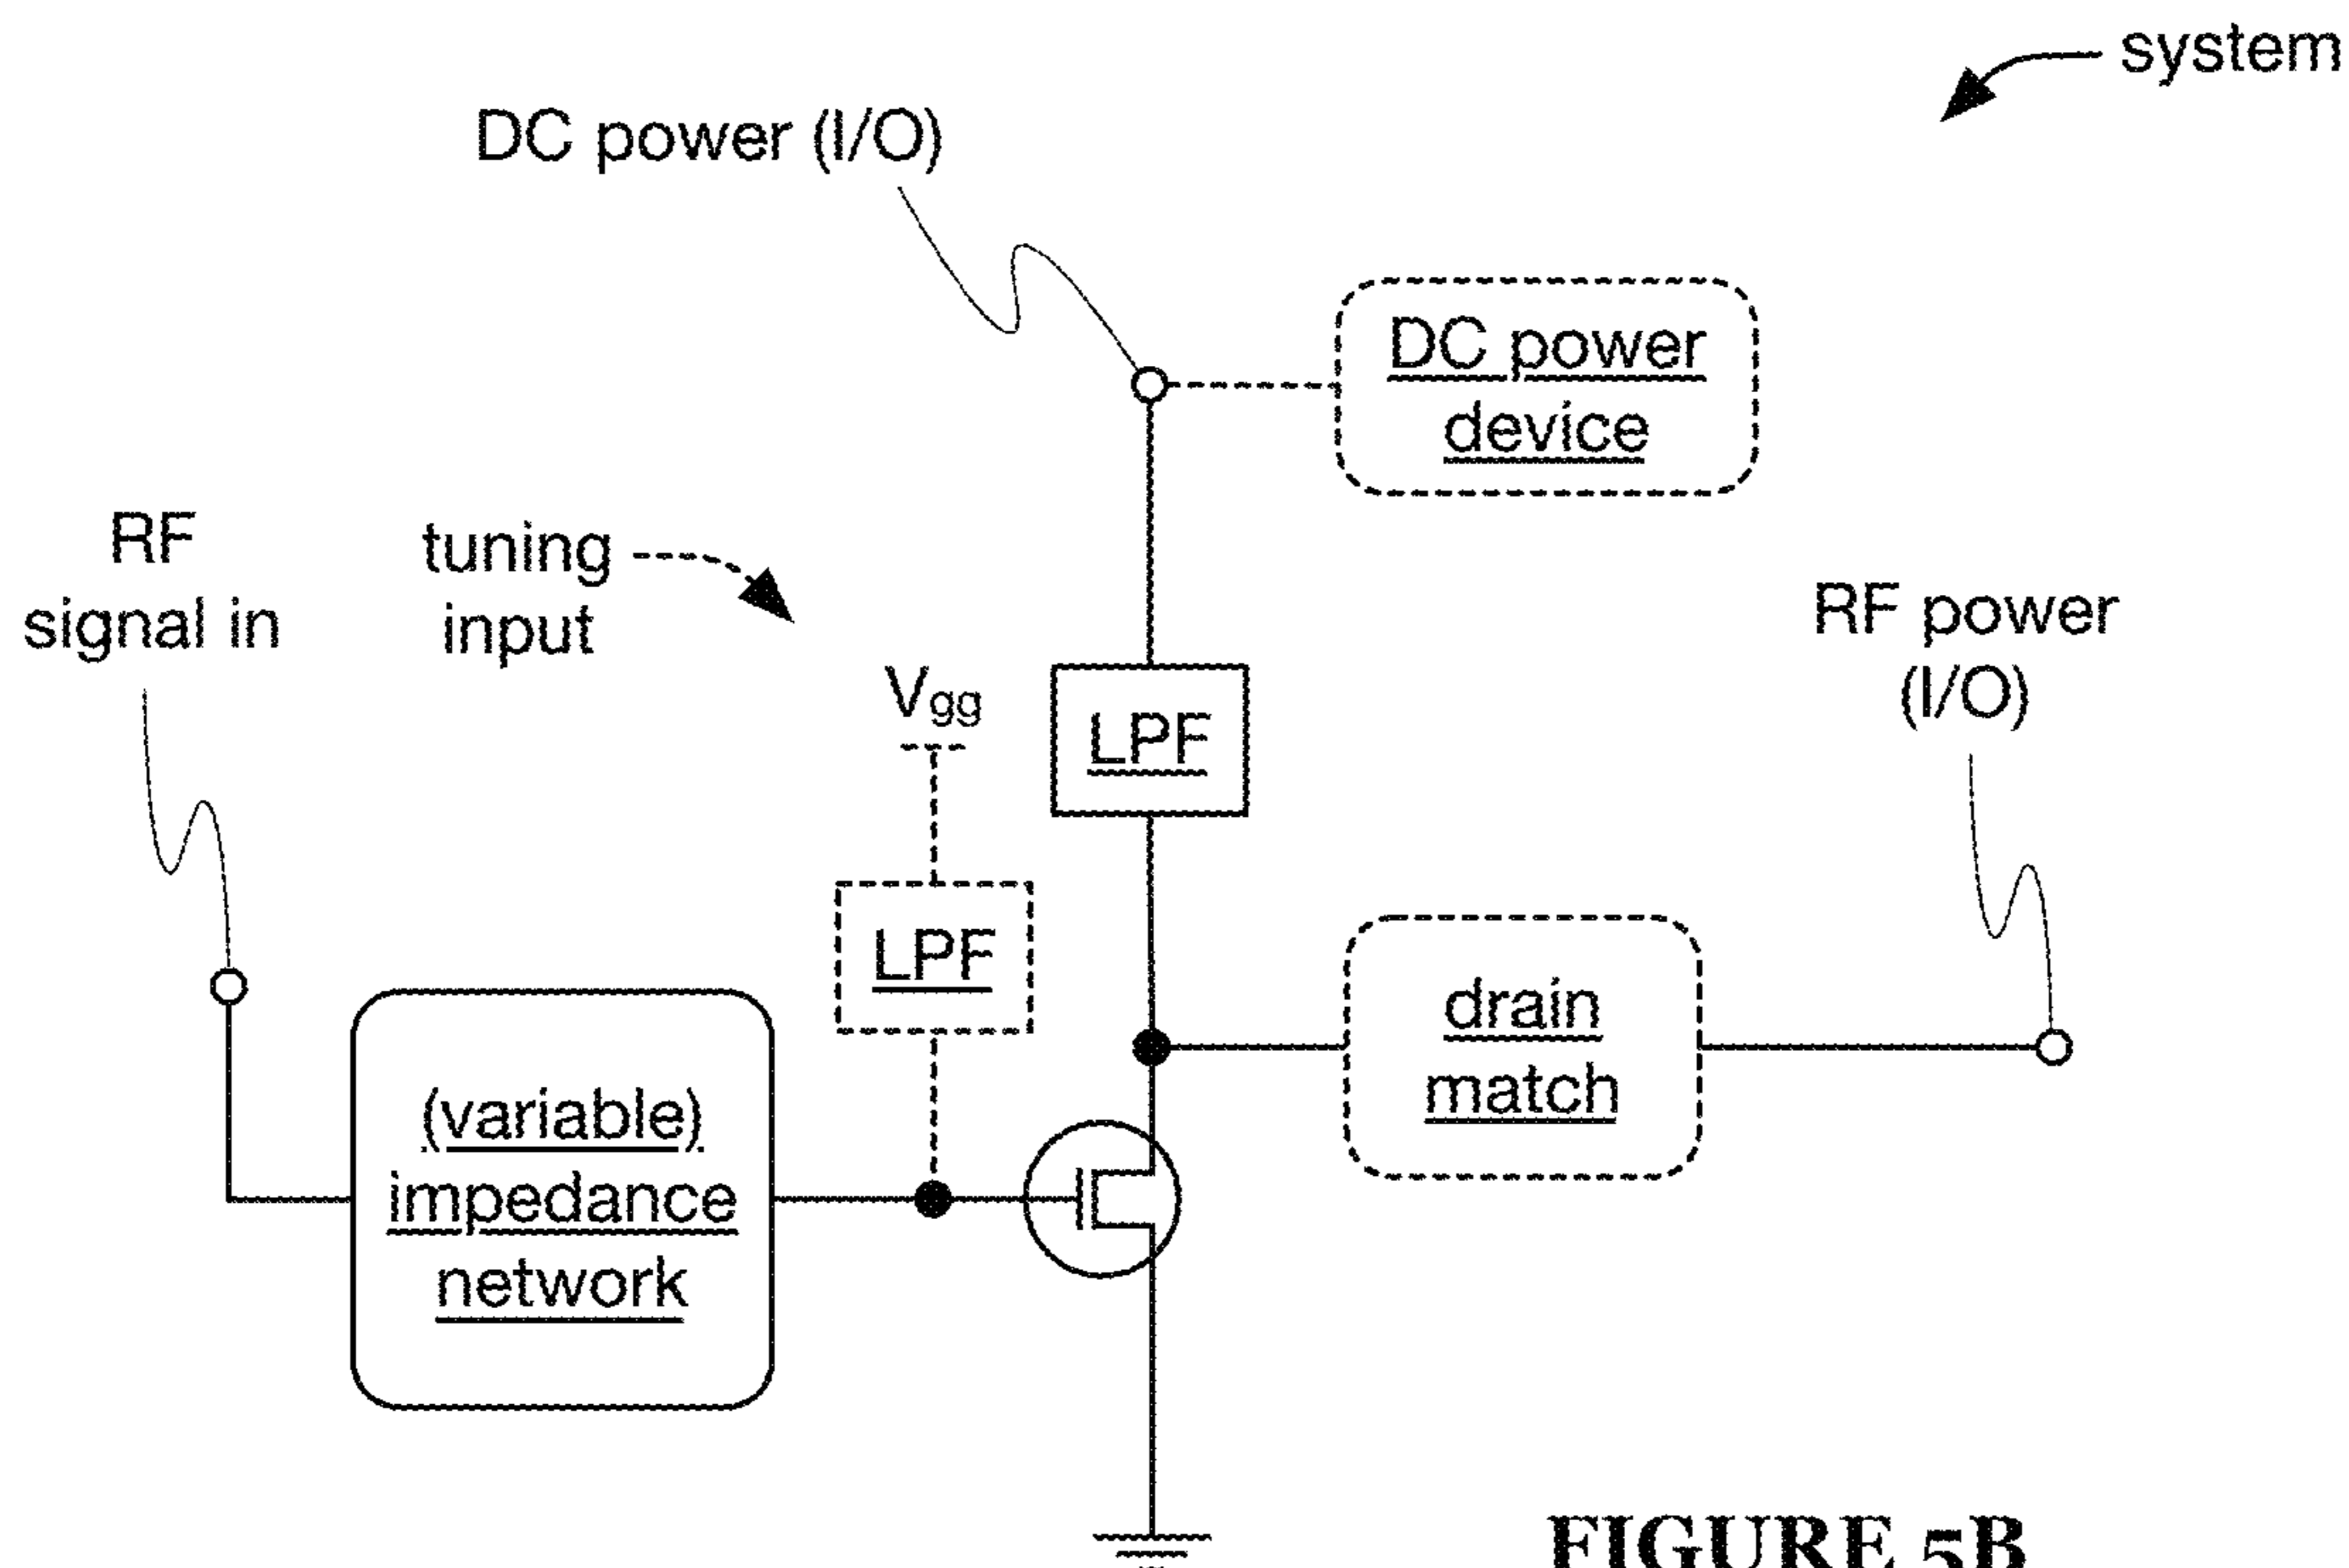 system
DC power (I/O)
DC power
device
RF
signal in
tuning
input
RF power
(I/O)
Vgg
LPF
LPF
drain
match
(variable)
impedance
network
FIGURE 5B